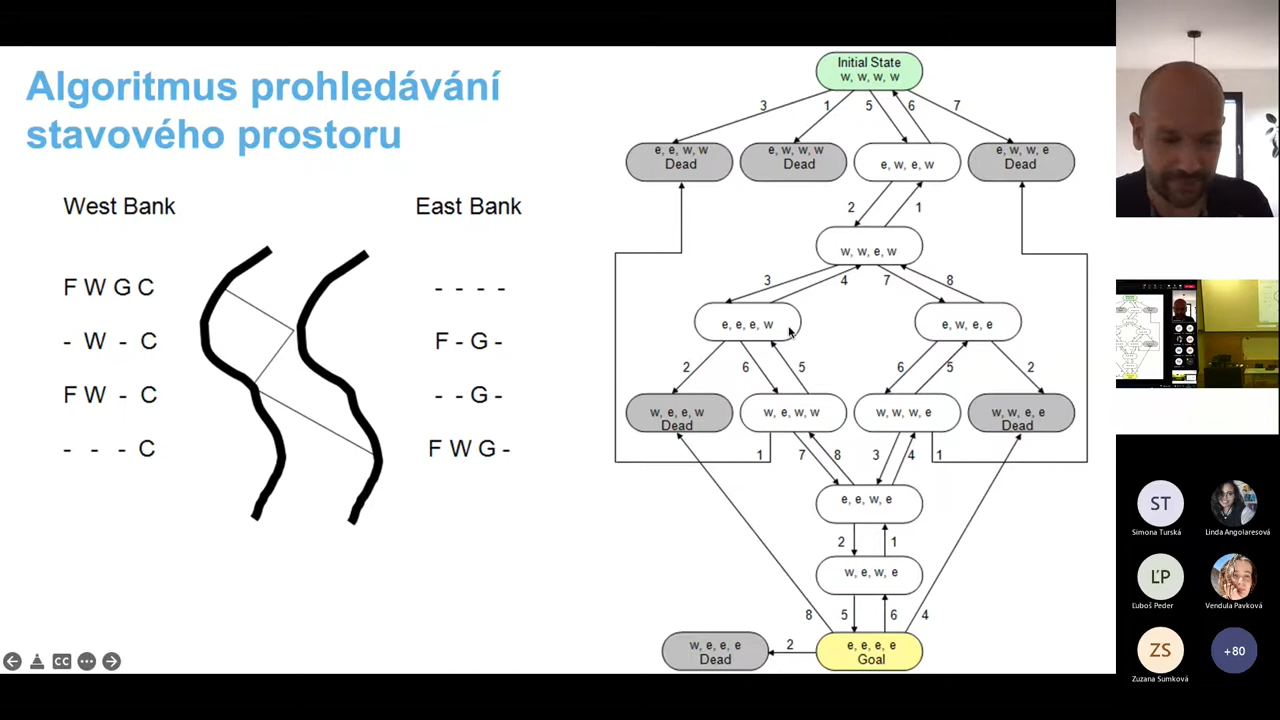 Algoritmus prohledávání
stavového prostoru
West Bank
East Bank
F W G C
- - - -
- W - C
F - G -
F W - C
- - G -
- - - C
F W G -
Initial State
w, w, w, w
3
1
5
6
7
e, e, w, w
Dead
e, w, w, w
Dead
e, w, e, w
e, w, w, e
Dead
2
1
w, w, e, w
3
4
7
8
e, e, e, w
e, w, e, e
2
6
5
6
5
2
w, e, e, w
Dead
w, e, w, w
w, w, w, e
w, w, e, e
Dead
1
7
8
3
4
1
e, e, w, e
2
1
w, e, w, e
8
5
6
4
w, e, e, e
Dead
2
e, e, e, e
Goal
CC
ST
Simona Turská
Linda Angolaresová
ĽP
Ľuboš Peder
Vendula Pavková
ZS
Zuzana Sumková
+80